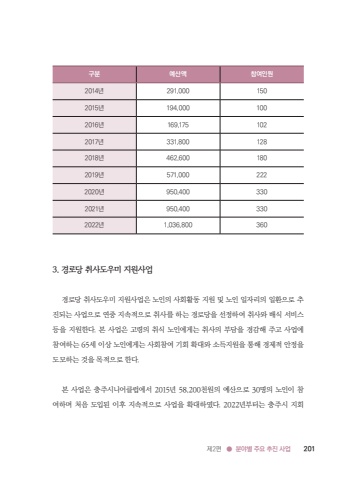 구분 예산액 참여인원
2014년 291,000 150
2015년 194,000 100
2016년 169,175 102
2017년 331,800 128
2018년 462,600 180
2019년 571,000 222
2020년 950,400 330
2021년 950,400 330
2022년 1,036,800 360
3. 경로당 취사도우미 지원사업
경로당 취사도우미 지원사업은 노인의 사회활동 지원 및 노인 일자리의 일환으로 추
진되는 사업으로 연중 지속적으로 취사를 하는 경로당을 선정하여 취사와 배식 서비스
등을 지원한다. 본 사업은 고령의 취식 노인에게는 취사의 부담을 경감해 주고 사업에
참여하는 65세 이상 노인에게는 사회참여 기회 확대와 소득지원을 통해 경제적 안정을
도모하는 것을 목적으로 한다.
본 사업은 충주시니어클럽에서 2015년 58,200천원의 예산으로 30명의 노인이 참
여하며 처음 도입된 이후 지속적으로 사업을 확대하였다. 2022년부터는 충주시 지회
제2편 ● 분야별 주요 추진 사업 201